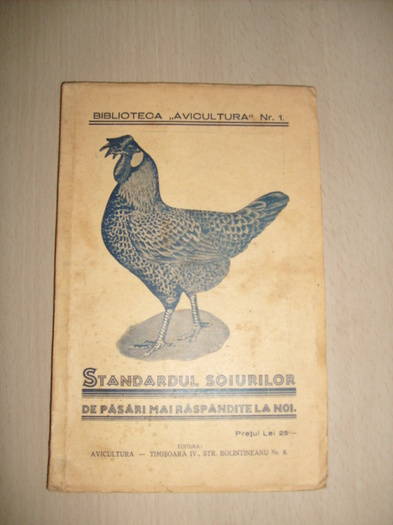 BIBLIOTECA „AVICULTURA" Nr. 1.
STANDARDUL SOIURILOR
DE PĂSĂRI MAI RĂSPÂNDITE LA NOI.
Prețul Lei 25—
EDITURA:
AVICULTURA — TIMIȘOARA IV., STR. BOLINTINEANU № 8.